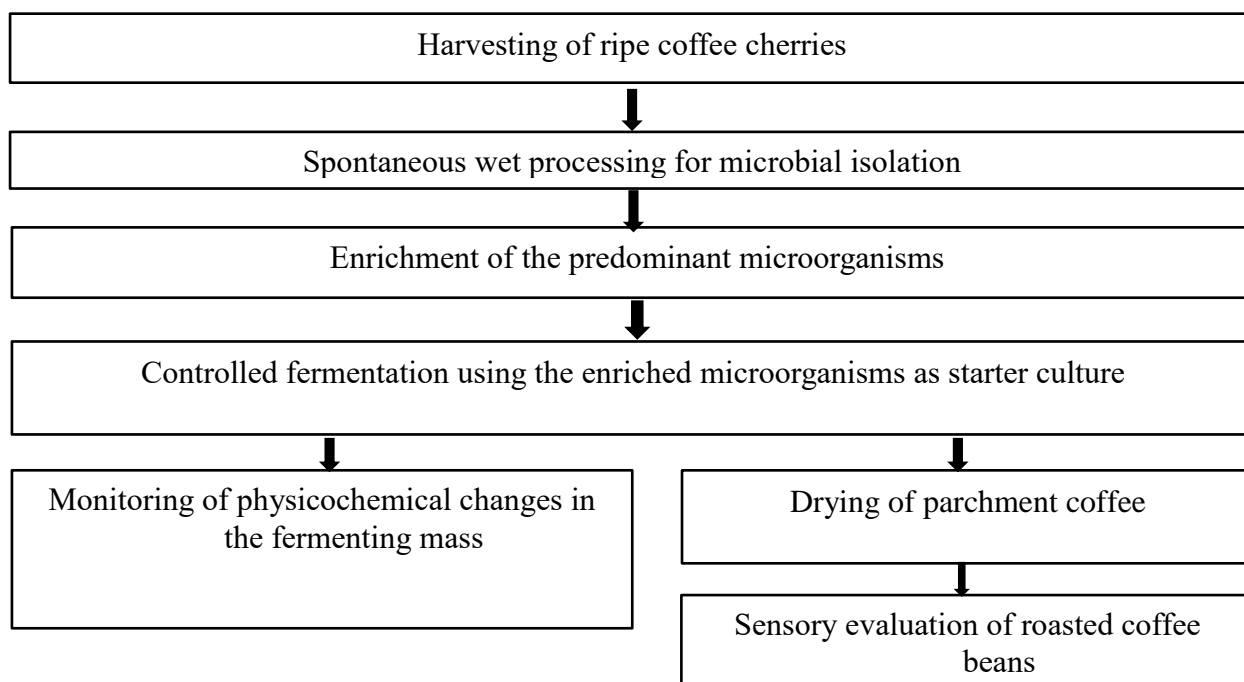 Harvesting of ripe coffee cherries
Spontaneous wet processing for microbial isolation
Enrichment of the predominant microorganisms
Controlled fermentation using the enriched microorganisms as starter culture
Monitoring of physicochemical changes in
the fermenting mass
Drying of parchment coffee
Sensory evaluation of roasted coffee
beans